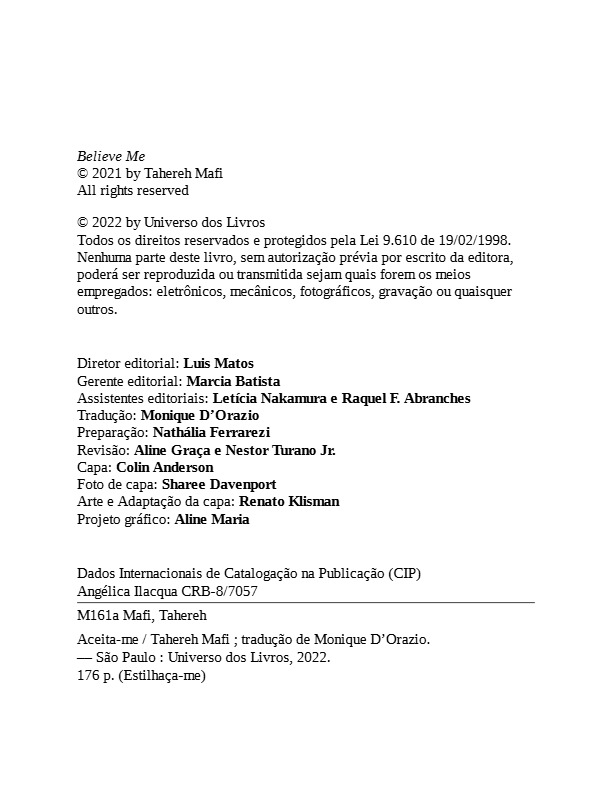 Believe Me
© 2021 by Tahereh Mafi
All rights reserved
© 2022 by Universo dos Livros
Todos os direitos reservados e protegidos pela Lei 9.610 de 19/02/1998.
Nenhuma parte deste livro, sem autorização prévia por escrito da editora,
poderá ser reproduzida ou transmitida sejam quais forem os meios
empregados: eletrônicos, mecânicos, fotográficos, gravação ou quaisquer
outros.
Diretor editorial: Luis Matos
Gerente editorial: Marcia Batista
Assistentes editoriais: Letícia Nakamura e Raquel F. Abranches
Tradução: Monique D’Orazio
Preparação: Nathália Ferrarezi
Revisão: Aline Graça e Nestor Turano Jr.
Capa: Colin Anderson
Foto de capa: Sharee Davenport
Arte e Adaptação da capa: Renato Klisman
Projeto gráfico: Aline Maria
Dados Internacionais de Catalogação na Publicação (CIP)
Angélica Ilacqua CRB-8/7057
M161a Mafi, Tahereh
Aceita-me / Tahereh Mafi ; tradução de Monique D’Orazio.
— São Paulo : Universo dos Livros, 2022.
176 p. (Estilhaça-me)